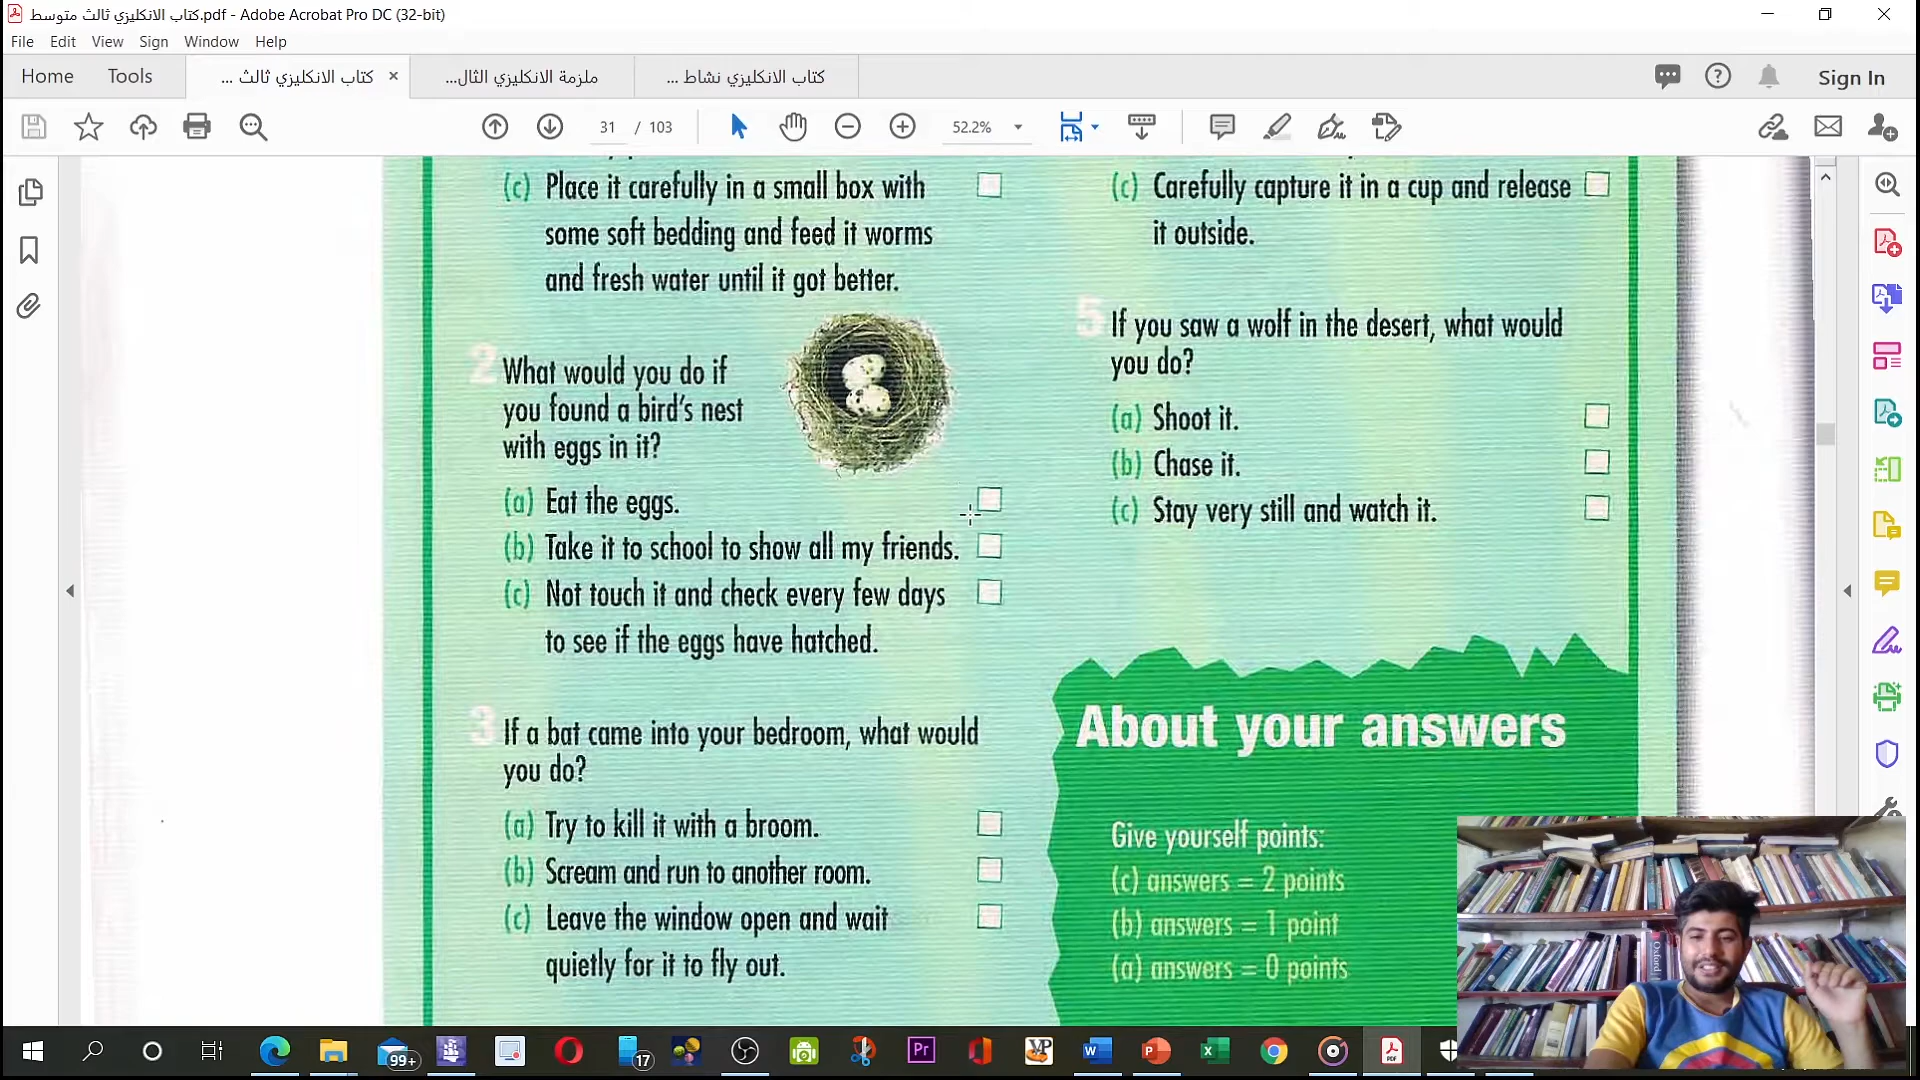 كتاب الانكليزي ثالث متوسط.pdf - Adobe Acrobat Pro DC (32-bit)
File Edit View Sign Window Help
Home Tools
كتاب الانكليزي ثالث ...
ملزمة الانكليزي الثال...
كتاب الانكليزي نشاط ...
Sign In
31 / 103
52.2%
(c) Place it carefully in a small box with
some soft bedding and feed it worms
and fresh water until it got better.
2 What would you do if
you found a bird's nest
with eggs in it?
(a) Eat the eggs.
(b) Take it to school to show all my friends.
(c) Not touch it and check every few days
to see if the eggs have hatched.
3 If a bat came into your bedroom, what would
you do?
(a) Try to kill it with a broom.
(b) Scream and run to another room.
(c) Leave the window open and wait
quietly for it to fly out.
(c) Carefully capture it in a cup and release
it outside.
5 If you saw a wolf in the desert, what would
you do?
(a) Shoot it.
(b) Chase it.
(c) Stay very still and watch it.
About your answers
Give yourself points:
(c) answers = 2 points
(b) answers = 1 point
(a) answers = 0 points
Oxford
99+
17
Pr